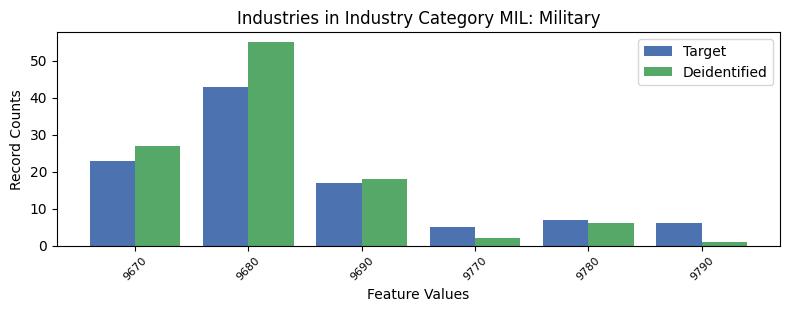 Industries in Industry Category MIL: Military
Target
Deidentified
Record Counts
50
40
30
20
10
0
9670
9680
9690
9770
9780
9790
Feature Values